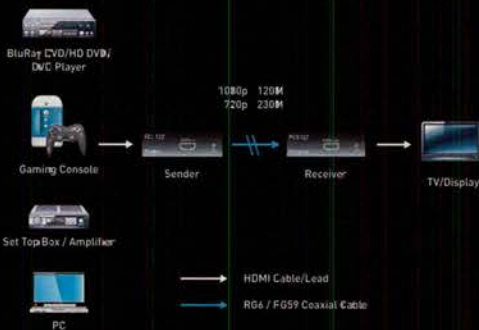 BluRay DVD/HD DVD/
DVD Player
1080p 120M
720p 230M
Gaming Console
Sender
Receiver
TV/Display
Set Top Box / Amplifier
HDMI Cable/Lead
RG6 / FG59 Coaxial Cable
PC